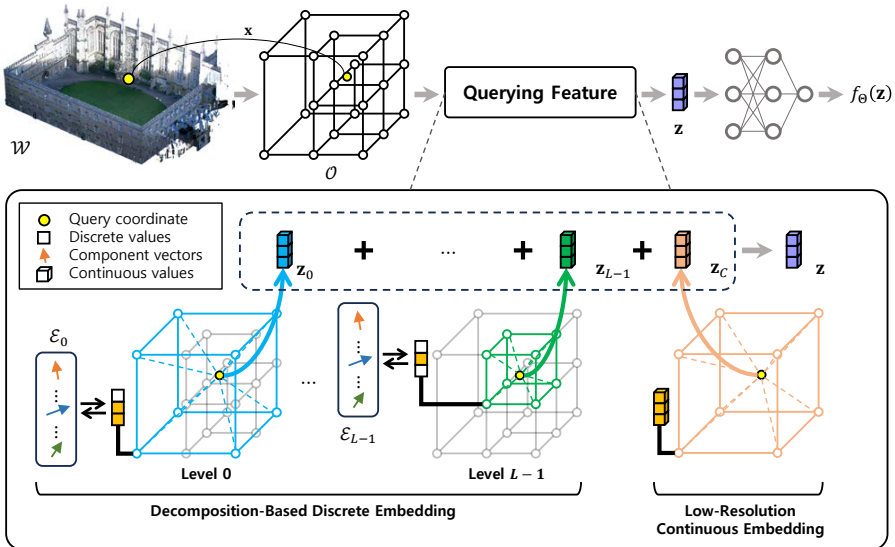 x
𝒲
𝒪
Querying Feature
z
f_Θ(z)
Query coordinate
Discrete values
Component vectors
Continuous values
z_0
+ ... +
z_{L−1}
+
z_C
z
ℰ_0
...
...
Level 0
...
...
...
ℰ_{L−1}
Level L − 1
Decomposition-Based Discrete Embedding
Low-Resolution
Continuous Embedding